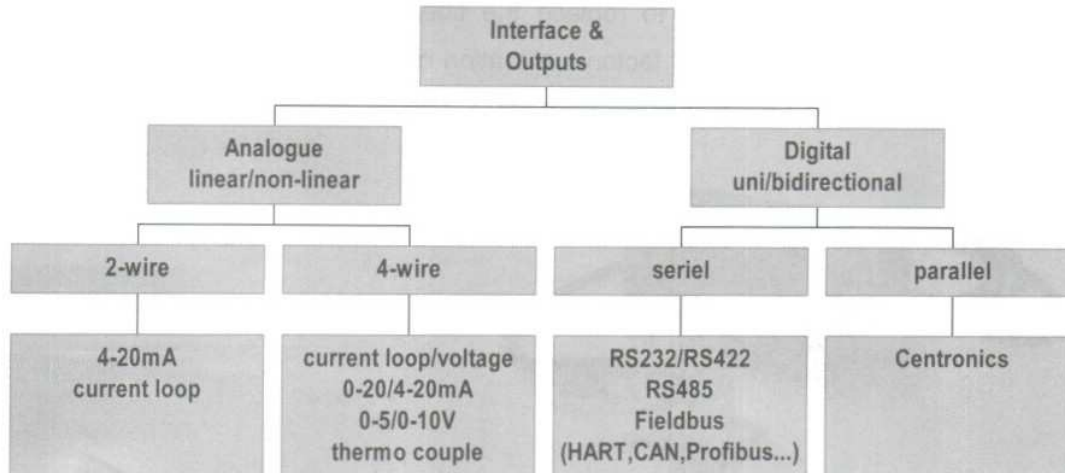 Interface &
Outputs
Analogue
linear/non-linear
Digital
uni/bidirectional
2-wire
4-wire
seriel
parallel
4-20mA
current loop
current loop/voltage
0-20/4-20mA
0-5/0-10V
thermo couple
RS232/RS422
RS485
Fieldbus
(HART,CAN,Profibus...)
Centronics